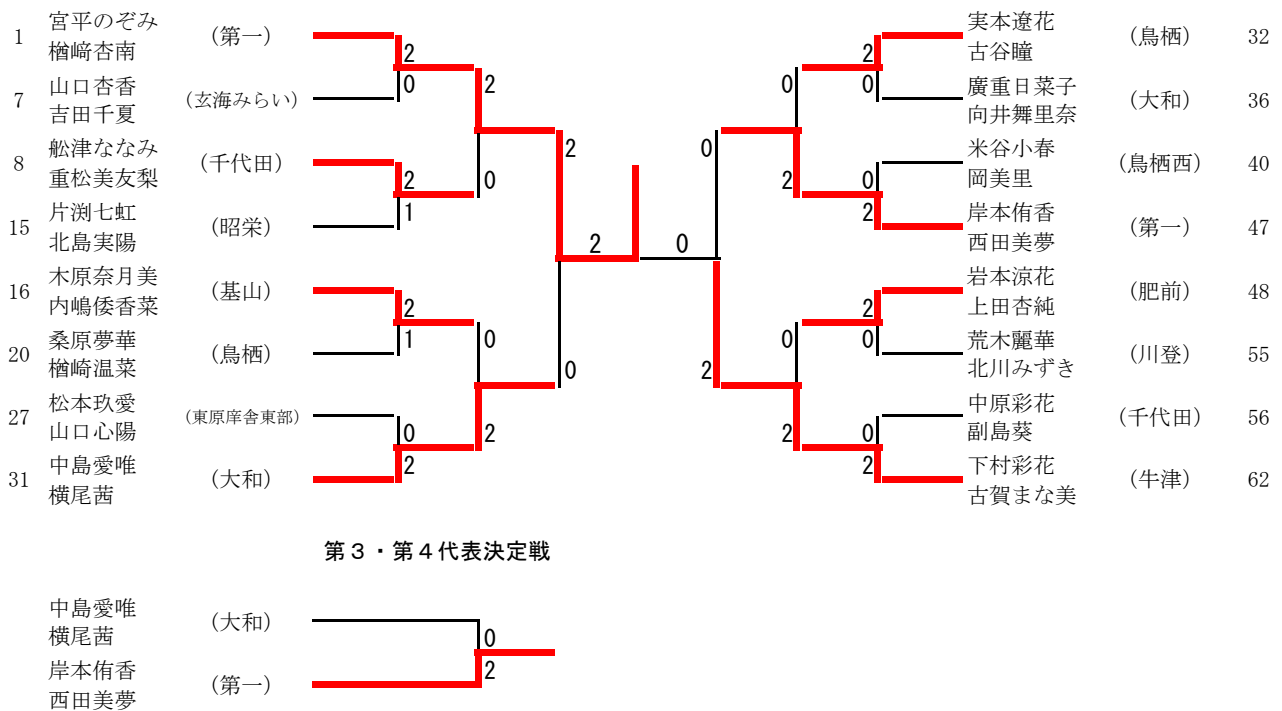 宮平のぞみ
1 (第一)
楢﨑杏南
2
0
山口杏香
7 (玄海みらい)
吉田千夏
2
0
舩津ななみ
8 (千代田)
重松美友梨
2
1
片渕七虹
15 (昭栄)
北島実陽
2
0
木原奈月美
16 (基山)
内嶋倭香菜
2
1
桑原夢華
20 (鳥栖)
楢崎温菜
0
2
松本玖愛
27 (東原庠舎東部)
山口心陽
0
2
中島愛唯
31 (大和)
横尾茜
2 0
実本遼花
(鳥栖) 32
古谷瞳
2
0
廣重日菜子
(大和) 36
向井舞里奈
0
2
米谷小春
(鳥栖西) 40
岡美里
0
2
岸本侑香
(第一) 47
西田美夢
0
2
岩本涼花
(肥前) 48
上田杏純
2
0
荒木麗華
(川登) 55
北川みずき
0
2
中原彩花
(千代田) 56
副島葵
0
2
下村彩花
(牛津) 62
古賀まな美
第３・第４代表決定戦
中島愛唯
(大和)
横尾茜
0
2
岸本侑香
(第一)
西田美夢